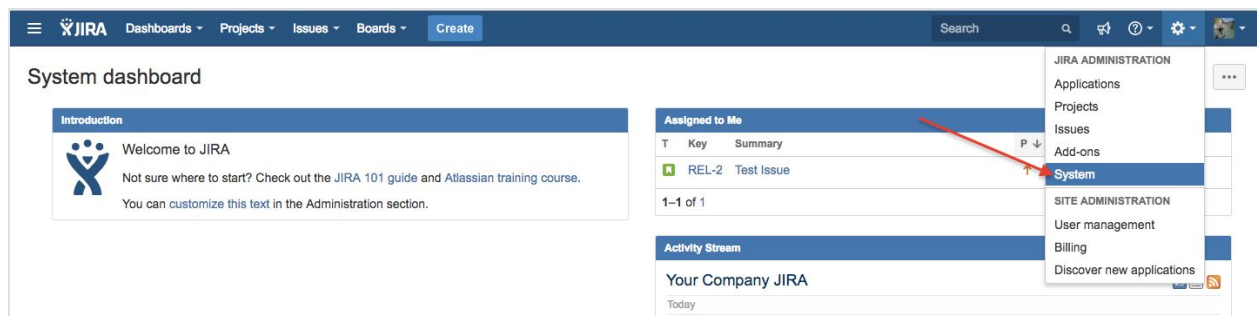 JIRA Dashboards Projects Issues Boards Create Search
System dashboard
Introduction
Welcome to JIRA
Not sure where to start? Check out the JIRA 101 guide and Atlassian training course.
You can customize this text in the Administration section.
Assigned to Me
T Key Summary P
REL-2 Test Issue
1–1 of 1
Activity Stream
Your Company JIRA
Today
JIRA ADMINISTRATION
Applications
Projects
Issues
Add-ons
System
SITE ADMINISTRATION
User management
Billing
Discover new applications